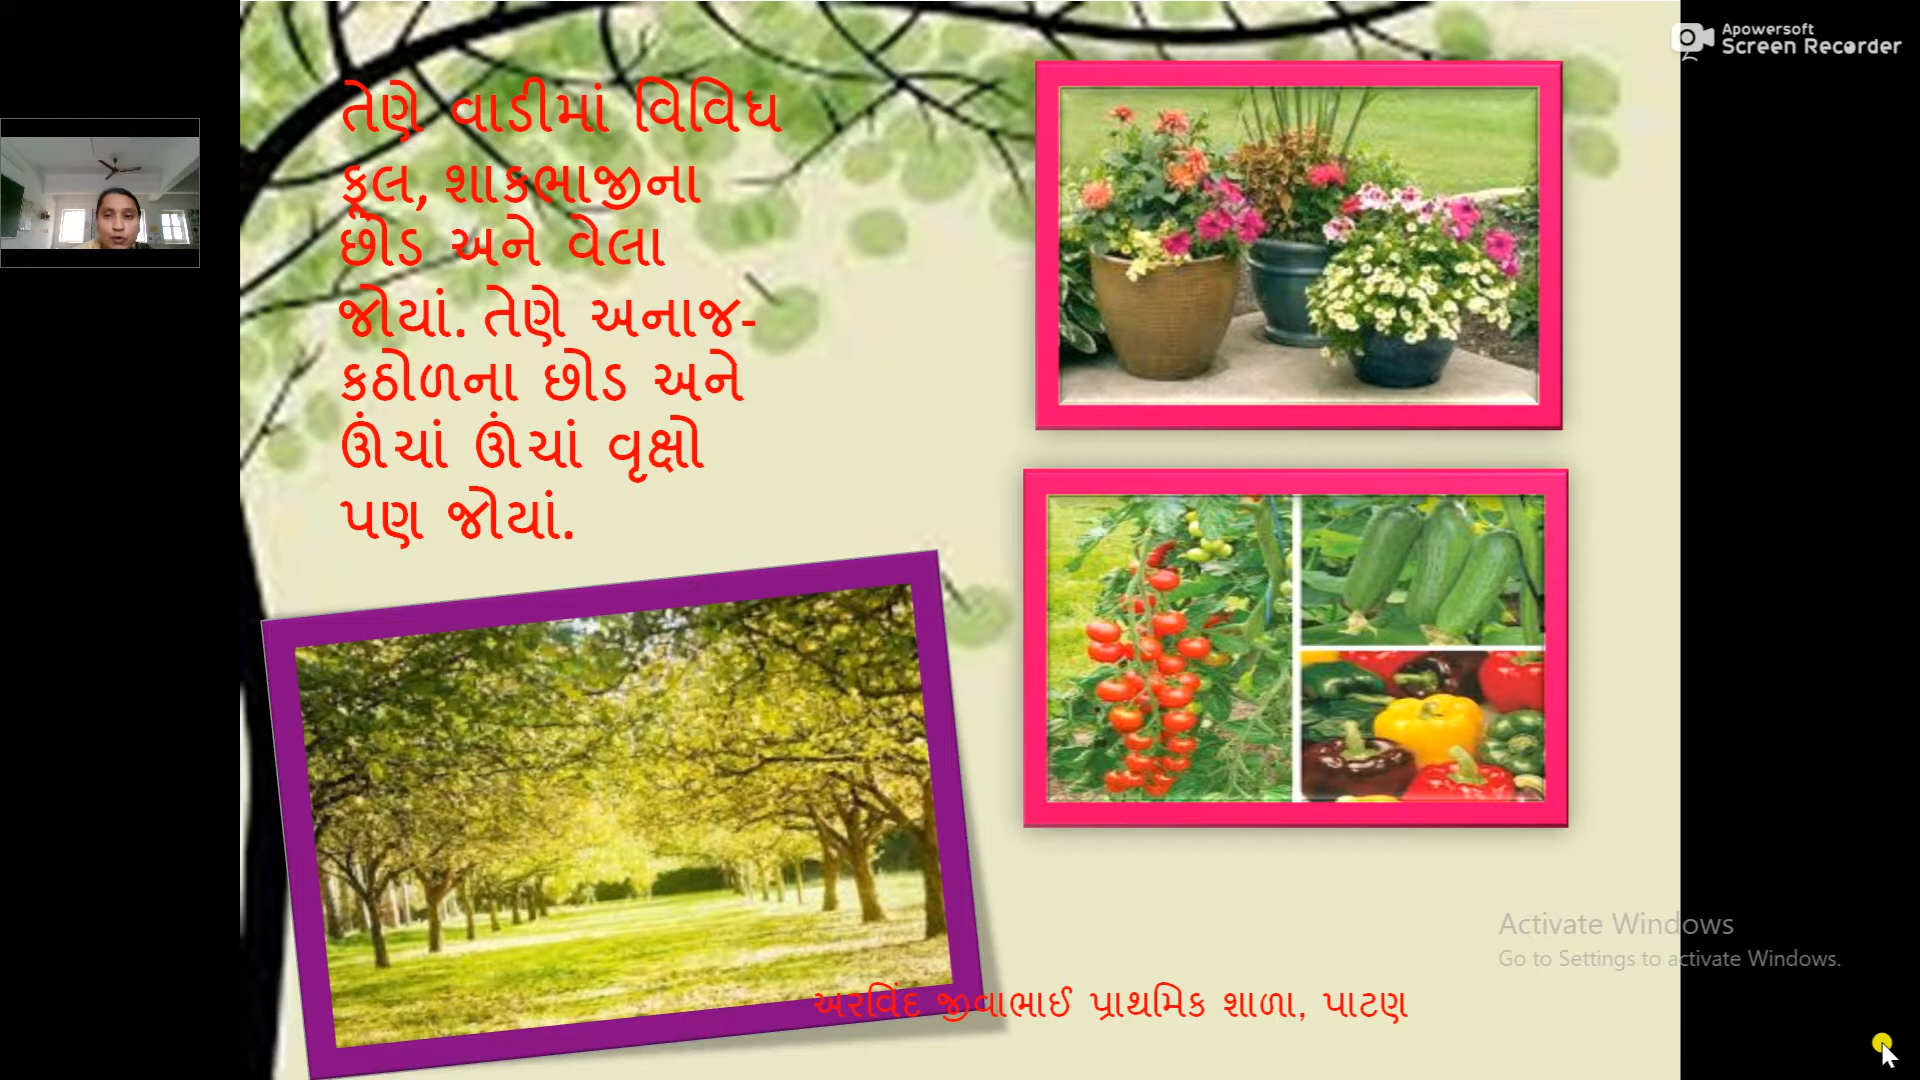 તેણે વાડીમાં વિવિધ
ફૂલ, શાકભાજીના
છોડ અને વેલા
જોયાં. તેણે અનાજ-
કઠોળના છોડ અને
ઊંચાં ઊંચાં વૃક્ષો
પણ જોયાં.
અરવિંદ જીવાભાઈ પ્રાથમિક શાળા, પાટણ
Apowersoft
Screen Recorder
Activate Windows
Go to Settings to activate Windows.